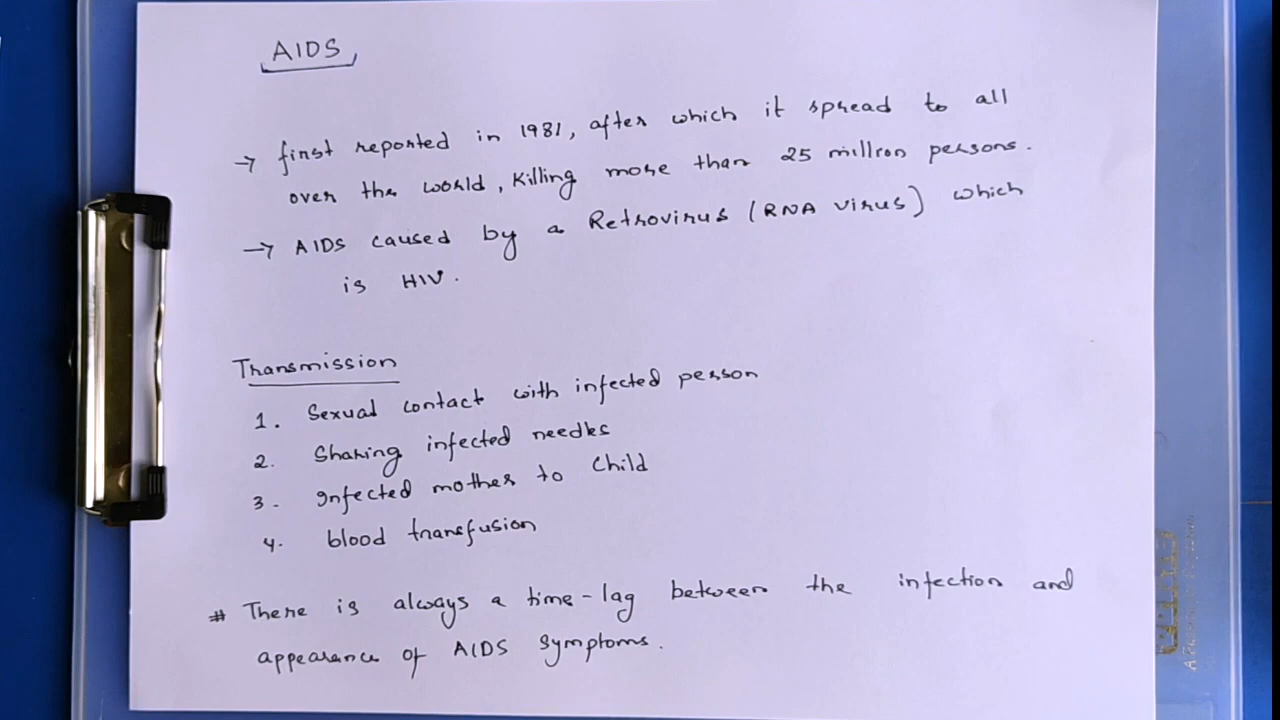 AIDS
→ first reported in 1981, after which it spread to all
over the world, killing more than 25 million persons.
→ AIDS caused by a Retrovirus (RNA virus) which
is HIV.
Transmission
1. Sexual contact with infected person
2. Sharing infected needles
3. Infected mother to child
4. blood transfusion
# There is always a time-lag between the infection and
appearance of AIDS symptoms.